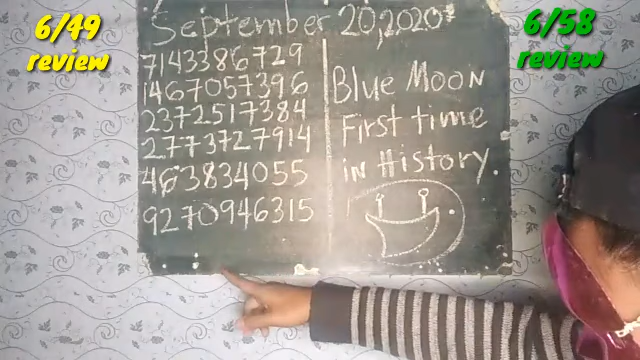 6/49
review
6/58
review
September 20, 2020
7143386729
1467057396
2372517384
2773727914
463834055
9270946315
Blue Moon
First time
in History.